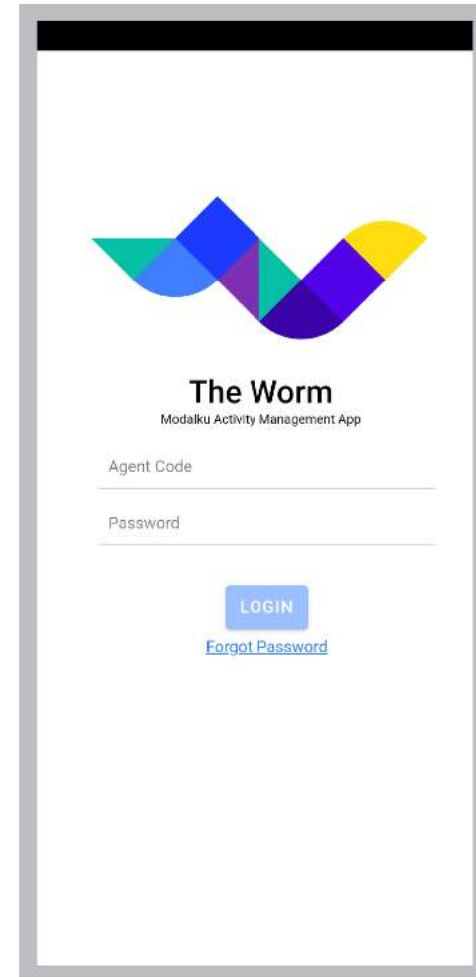 The Worm
Modalku Activity Management App
Agent Code
Password
LOGIN
Forgot Password